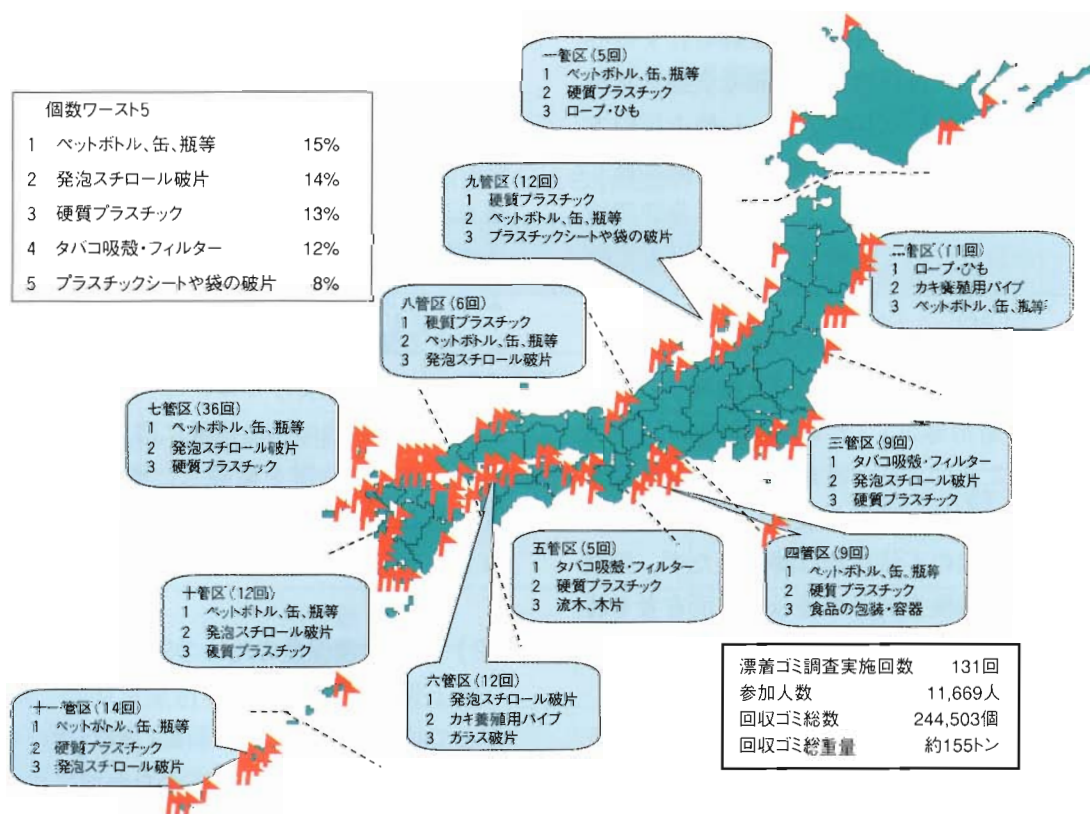 個数ワースト5
1 ペットボトル、缶、瓶等 15%
2 発泡スチロール破片 14%
3 硬質プラスチック 13%
4 タバコ吸殻・フィルター 12%
5 プラスチックシートや袋の破片 8%
一管区(5回)
1 ペットボトル、缶、瓶等
2 硬質プラスチック
3 ロープ・ひも
九管区(12回)
1 硬質プラスチック
2 ペットボトル、缶、瓶等
3 プラスチックシートや袋の破片
二管区(11回)
1 ロープ・ひも
2 カキ養殖用パイプ
3 ペットボトル、缶、瓶等
八管区(6回)
1 硬質プラスチック
2 ペットボトル、缶、瓶等
3 発泡スチロール破片
七管区(36回)
1 ペットボトル、缶、瓶等
2 発泡スチロール破片
3 硬質プラスチック
三管区(9回)
1 タバコ吸殻・フィルター
2 発泡スチロール破片
3 硬質プラスチック
五管区(5回)
1 タバコ吸殻・フィルター
2 硬質プラスチック
3 流木、木片
四管区(9回)
1 ペットボトル、缶、瓶等
2 硬質プラスチック
3 食品の包装・容器
十管区(12回)
1 ペットボトル、缶、瓶等
2 発泡スチロール破片
3 硬質プラスチック
六管区(12回)
1 発泡スチロール破片
2 カキ養殖用パイプ
3 ガラス破片
十一管区(14回)
1 ペットボトル、缶、瓶等
2 硬質プラスチック
3 発泡スチロール破片
漂着ゴミ調査実施回数 131回
参加人数 11,669人
回収ゴミ総数 244,503個
回収ゴミ総重量 約155トン